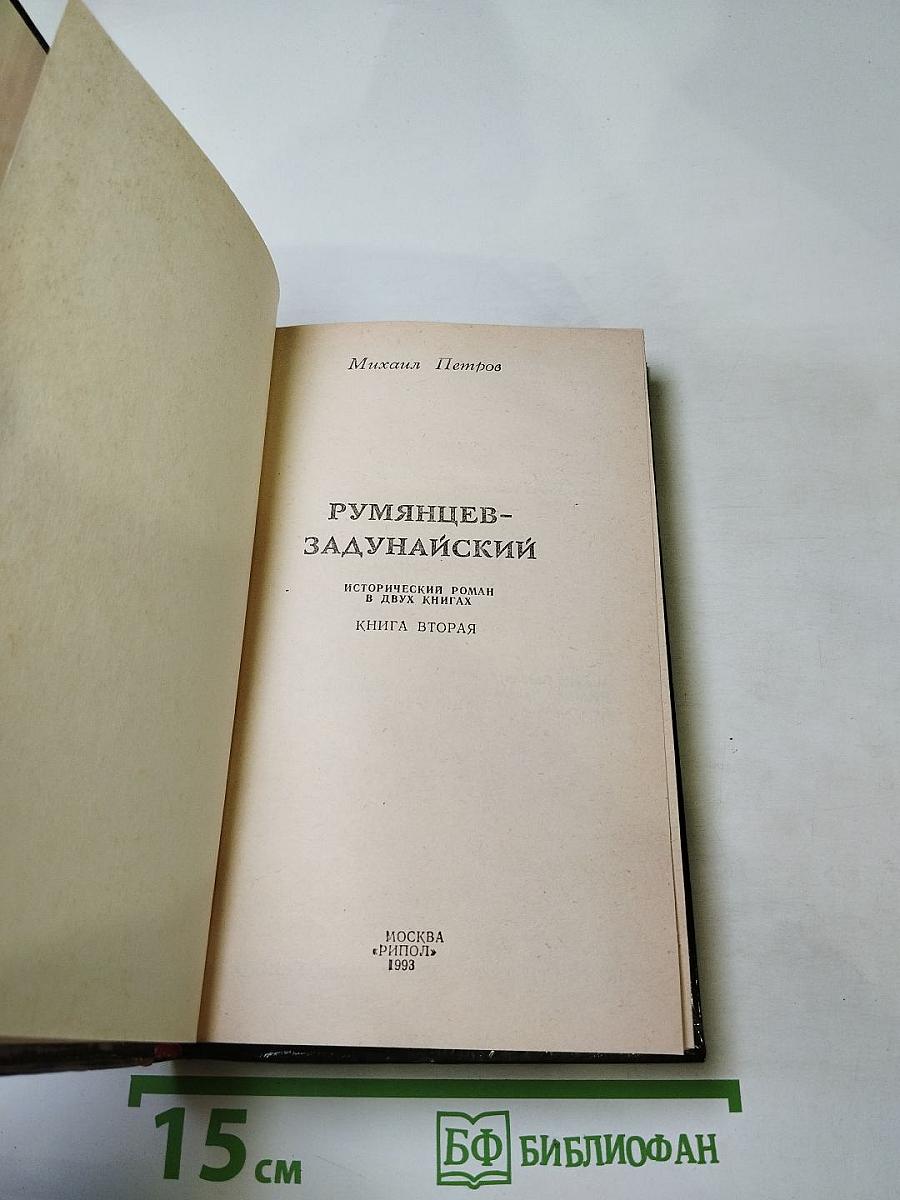 Михаил Петров
РУМЯНЦЕВ-
ЗАДУНАЙСКИЙ
ИСТОРИЧЕСКИЙ РОМАН
В ДВУХ КНИГАХ
КНИГА ВТОРАЯ
МОСКВА
«РИПОЛ»
1993
15 см
БФ БИБЛИОФАН